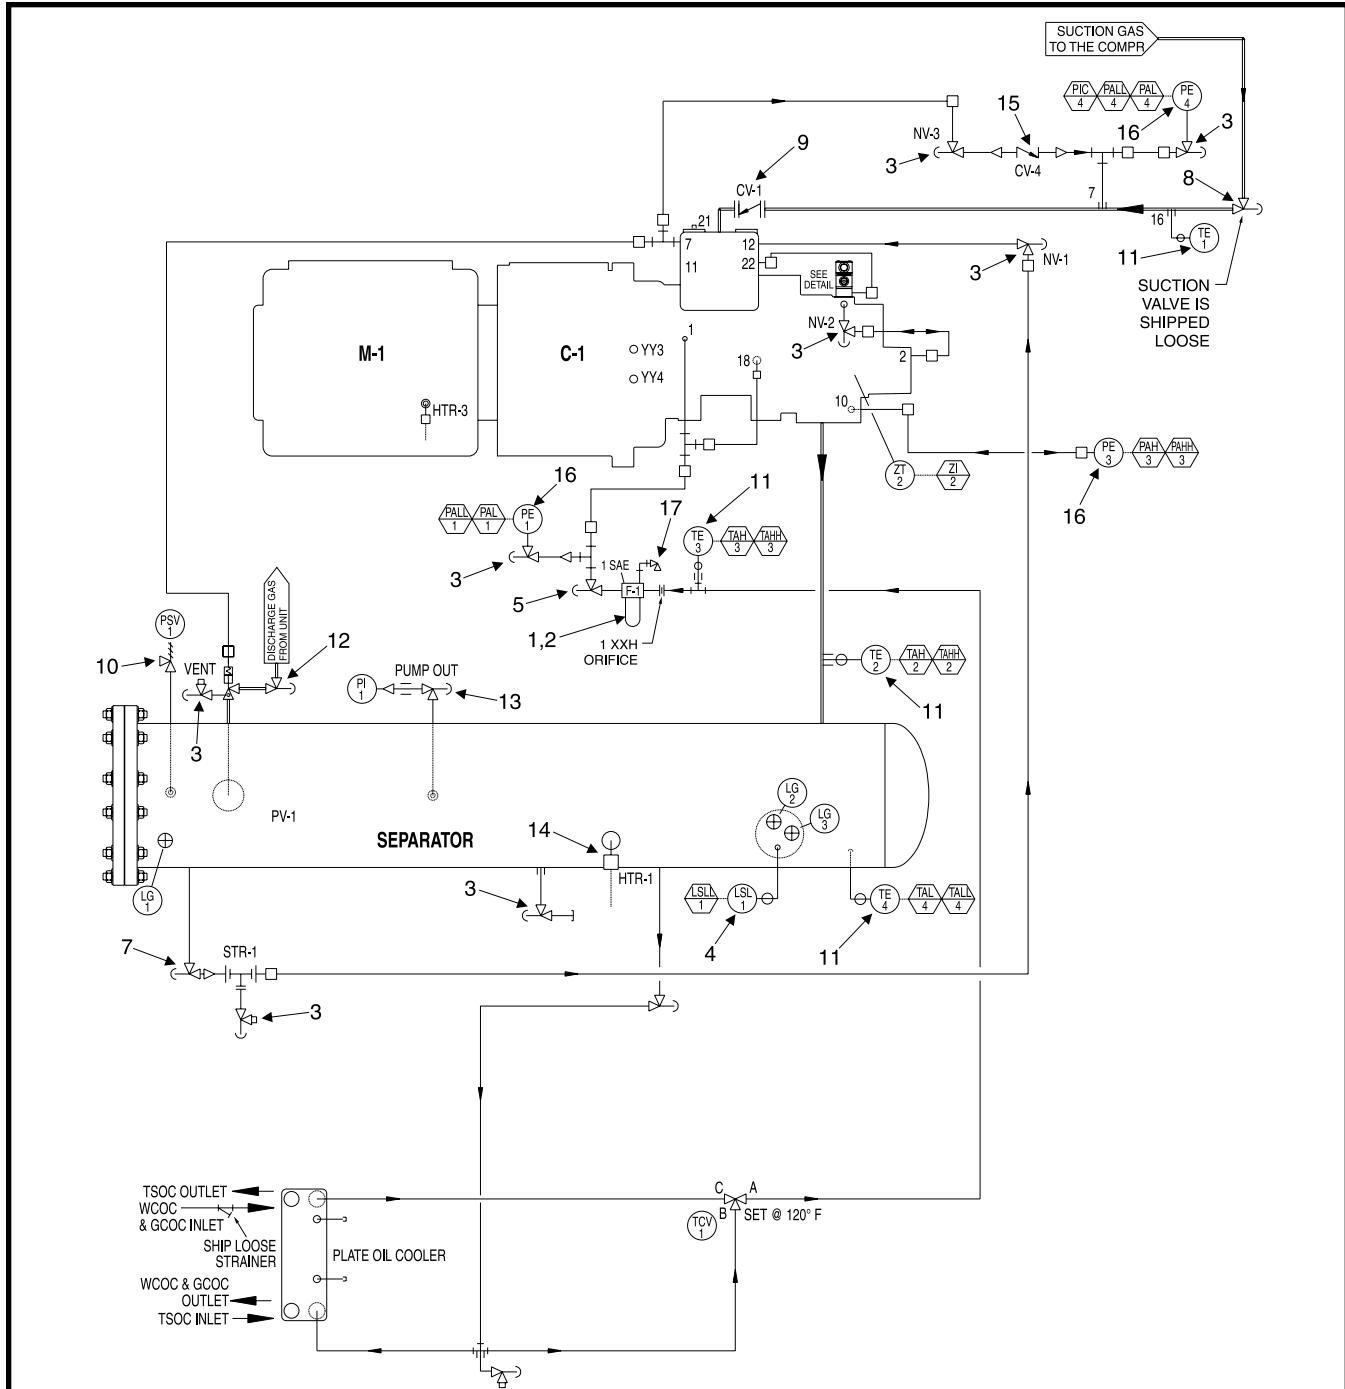 SUCTION GAS
TO THE COMPR
PIC
4
PALL
4
PAL
4
PE
4
15
16
3
NV-3
3
CV-4
9
CV-1
7
8
16
TE
1
11
21
7
12
11
22
SEE
DETAIL
3
NV-1
SUCTION
VALVE IS
SHIPPED
LOOSE
M-1
C-1
1
YY3
YY4
NV-2
3
2
18
10
HTR-3
PE
3
PAH
3
PAHH
3
16
ZT
2
ZI
2
16
17
11
PALL
1
PAL
1
PE
1
TE
3
TAH
3
TAHH
3
3
1 SAE
F-1
5
1,2
1 XXH
ORIFICE
DISCHARGE GAS
FROM UNIT
PSV
1
12
10
VENT
PUMP OUT
PI
1
13
3
TE
2
TAH
2
TAHH
2
11
PV-1
SEPARATOR
LG
2
LG
3
14
HTR-1
LG
1
3
LSLL
1
LSL
1
TE
4
TAL
4
TALL
4
4
11
7
STR-1
3
TSOC OUTLET
WCOC
& GCOC INLET
SHIP LOOSE
STRAINER
PLATE OIL COOLER
WCOC & GCOC
OUTLET
TSOC INLET
C
A
B
SET @ 120° F
TCV
1